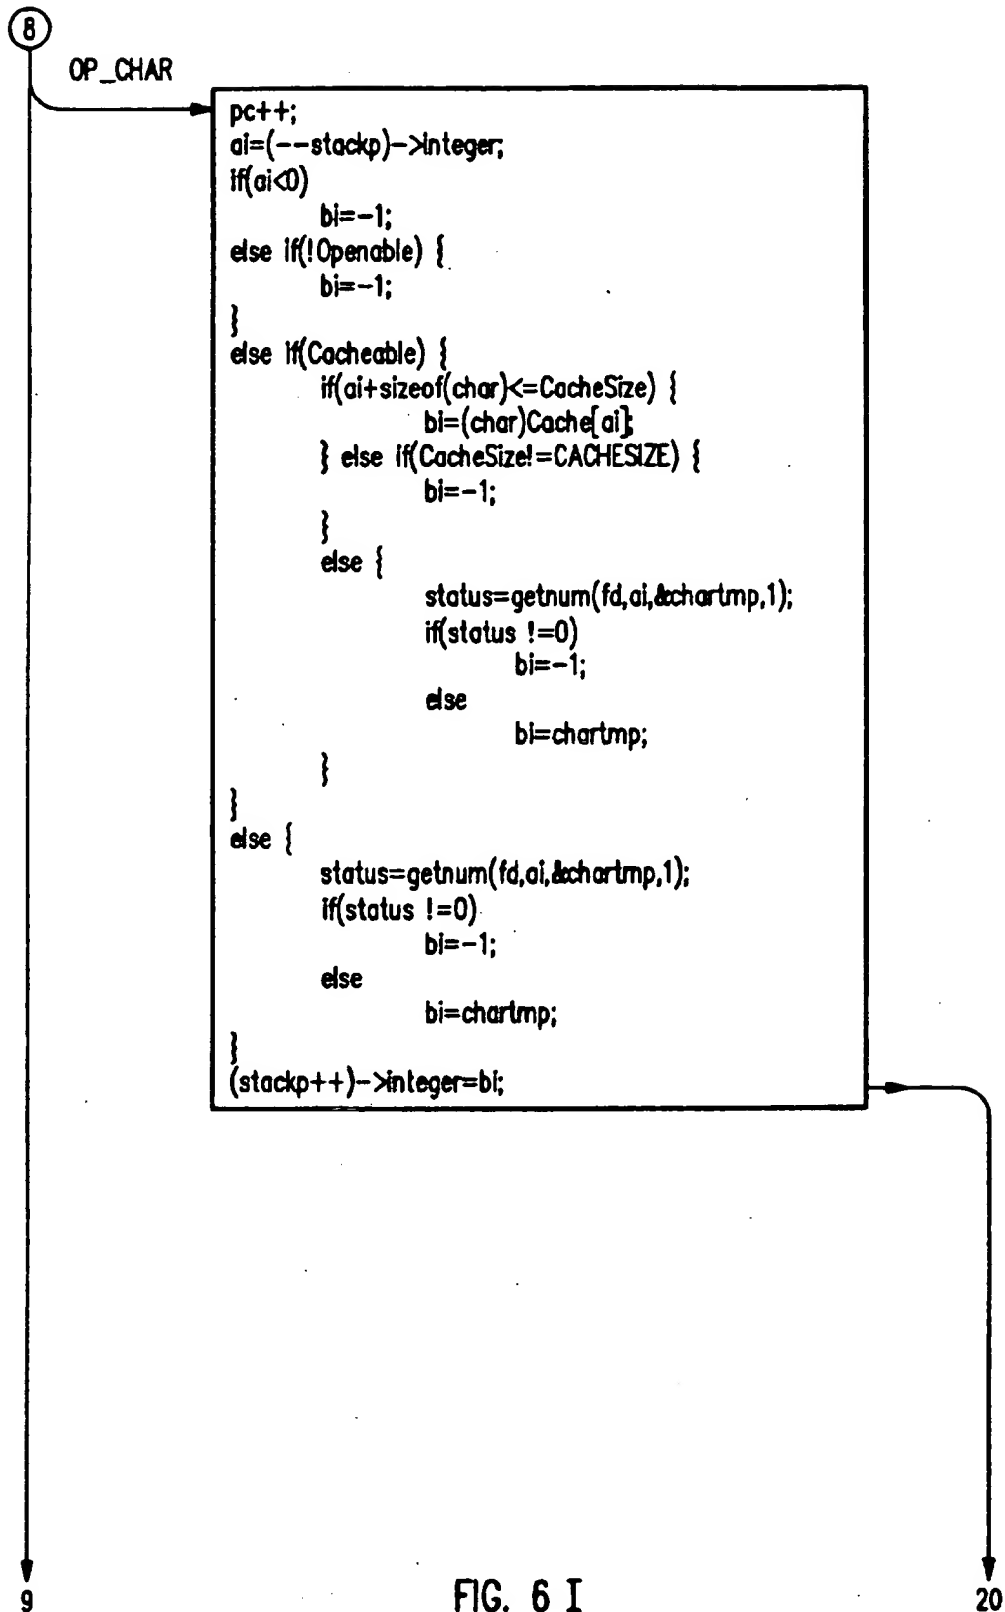 8
OP_CHAR
pc++;
ai=(--stackp)->integer;
if(ai<0)
bi=-1;
else if(!Openable) {
bi=-1;
}
else if(Cacheable) {
if(ai+sizeof(char)<=CacheSize) {
bi=(char)Cache[ai];
} else if(CacheSize!=CACHESIZE) {
bi=-1;
}
else {
status=getnum(fd,ai,&chartmp,1);
if(status !=0)
bi=-1;
else
bi=chartmp;
}
}
else {
status=getnum(fd,ai,&chartmp,1);
if(status !=0)
bi=-1;
else
bi=chartmp;
}
(stackp++)->integer=bi;
9
FIG. 6 I
20